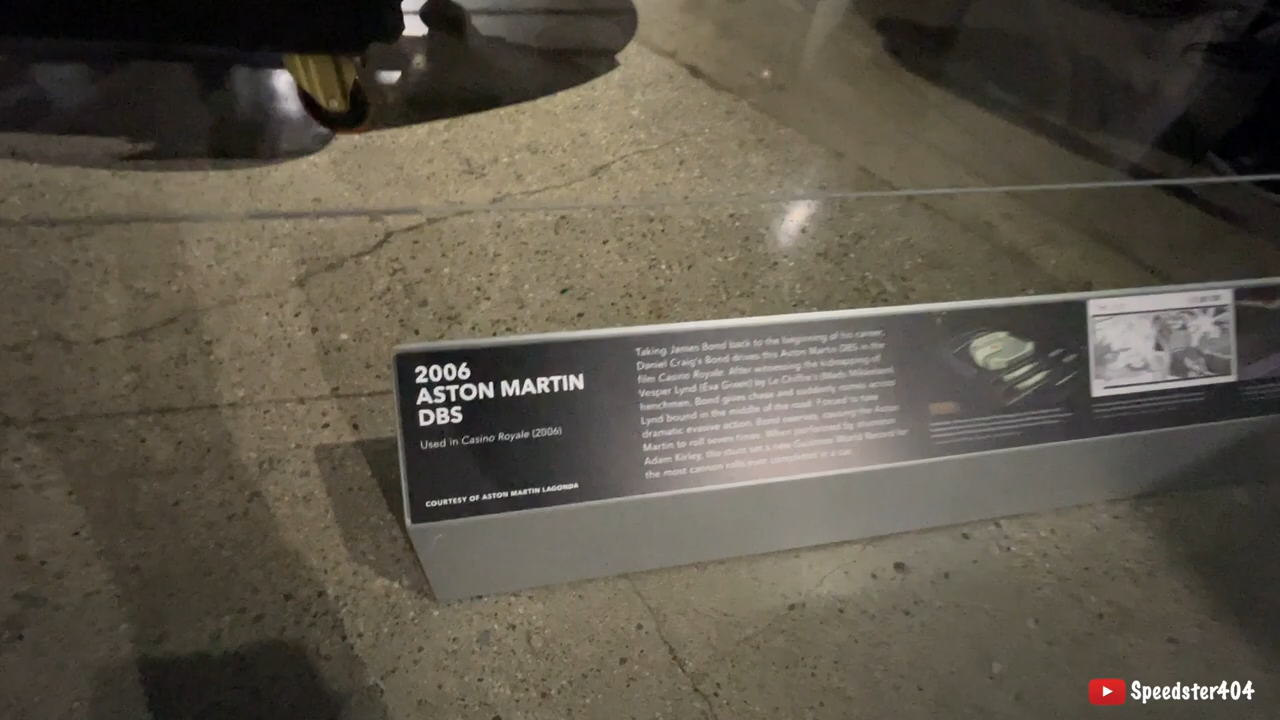 2006
ASTON MARTIN
DBS
Used in Casino Royale (2006)
COURTESY OF ASTON MARTIN LAGONDA
Taking James Bond back to the beginning of his career,
Daniel Craig's Bond drives this Aston Martin DBS in the
film Casino Royale. After witnessing the kidnapping of
Vesper Lynd (Eva Green) by Le Chiffre's (Mads Mikkelsen)
henchmen, Bond gives chase and suddenly comes across
Lynd bound in the middle of the road. Forced to take
dramatic evasive action, Bond swerves, causing the Aston
Martin to roll seven times. When performed by stuntman
Adam Kirley, the stunt set a new Guinness World Record for
the most cannon rolls ever completed in a car.
Speedster404